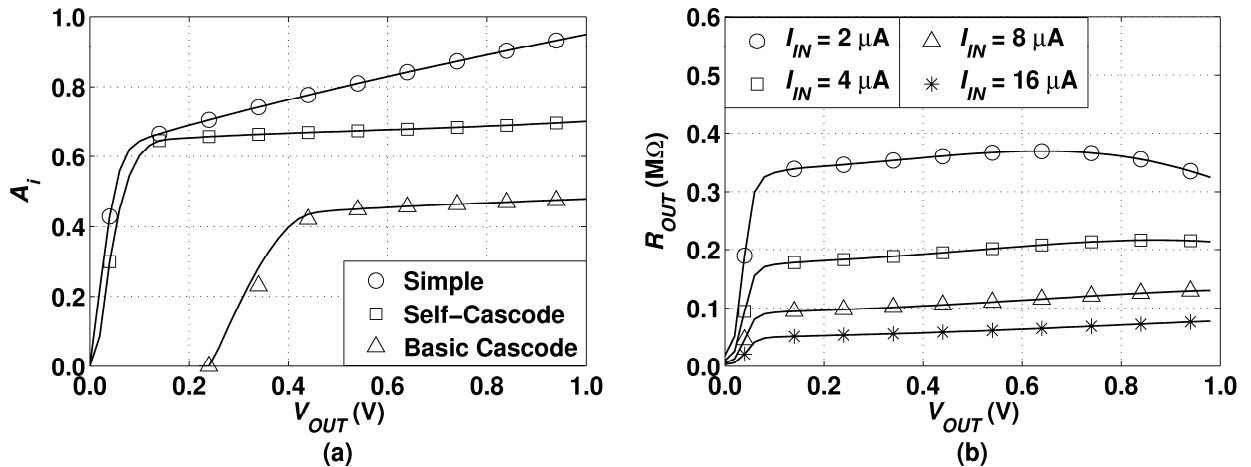 1.0
0.8
0.6
0.4
0.2
0.0
A_i
Simple
Self-Cascode
Basic Cascode
0.0 0.2 0.4 0.6 0.8 1.0
V_OUT (V)
(a)
0.6
0.5
0.4
0.3
0.2
0.1
0.0
R_OUT (MΩ)
I_IN = 2 μA
I_IN = 8 μA
I_IN = 4 μA
I_IN = 16 μA
0.0 0.2 0.4 0.6 0.8 1.0
V_OUT (V)
(b)